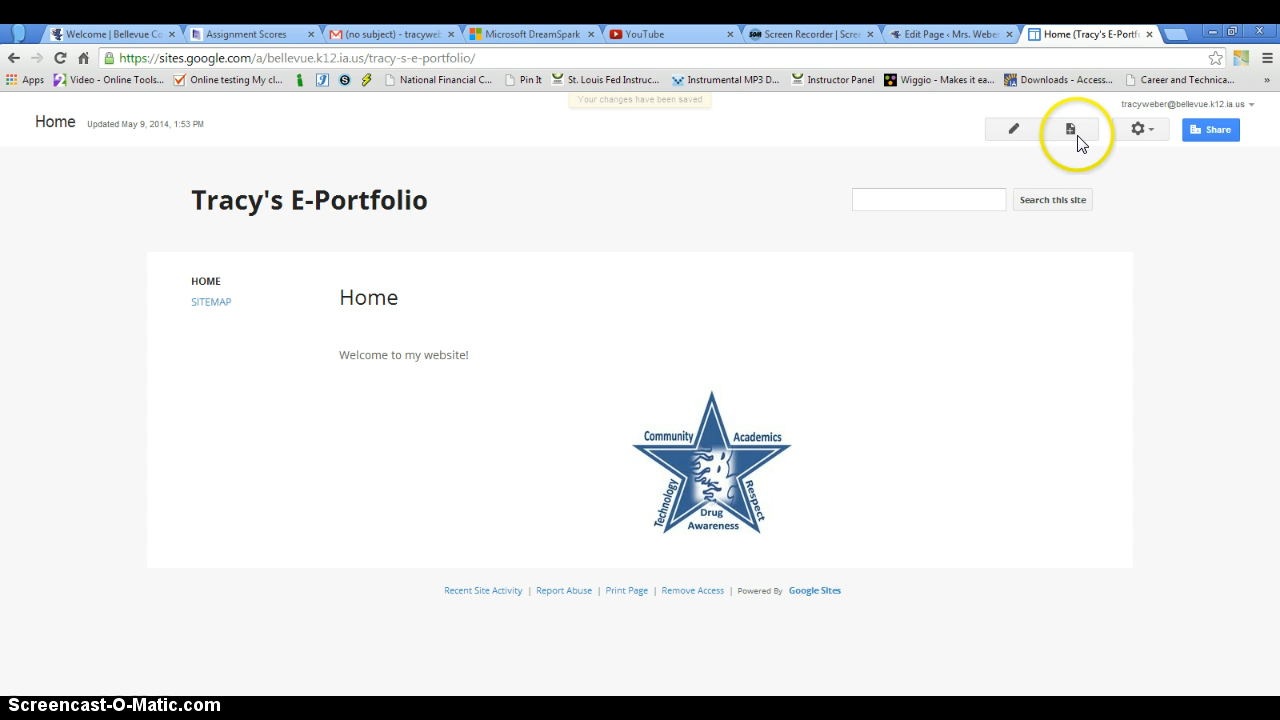 Welcome | Bellevue Co
Assignment Scores
(no subject) - tracyweb
Microsoft DreamSpark
YouTube
Screen Recorder | Scre
Edit Page ‹ Mrs. Weber
Home (Tracy's E-Portf
https://sites.google.com/a/bellevue.k12.ia.us/tracy-s-e-portfolio/
Apps
Video - Online Tools...
Online testing My cl...
National Financial C...
Pin It
St. Louis Fed Instruc...
Instrumental MP3 D...
Instructor Panel
Wiggio - Makes it ea...
Downloads - Access...
Career and Technica...
»
Your changes have been saved
tracyweber@bellevue.k12.ia.us
Home Updated May 9, 2014, 1:53 PM
Share
Tracy's E-Portfolio
Search this site
HOME
SITEMAP
Home
Welcome to my website!
Community Academics
Technology Respect
Drug
Awareness
Recent Site Activity | Report Abuse | Print Page | Remove Access | Powered By Google Sites
Screencast-O-Matic.com